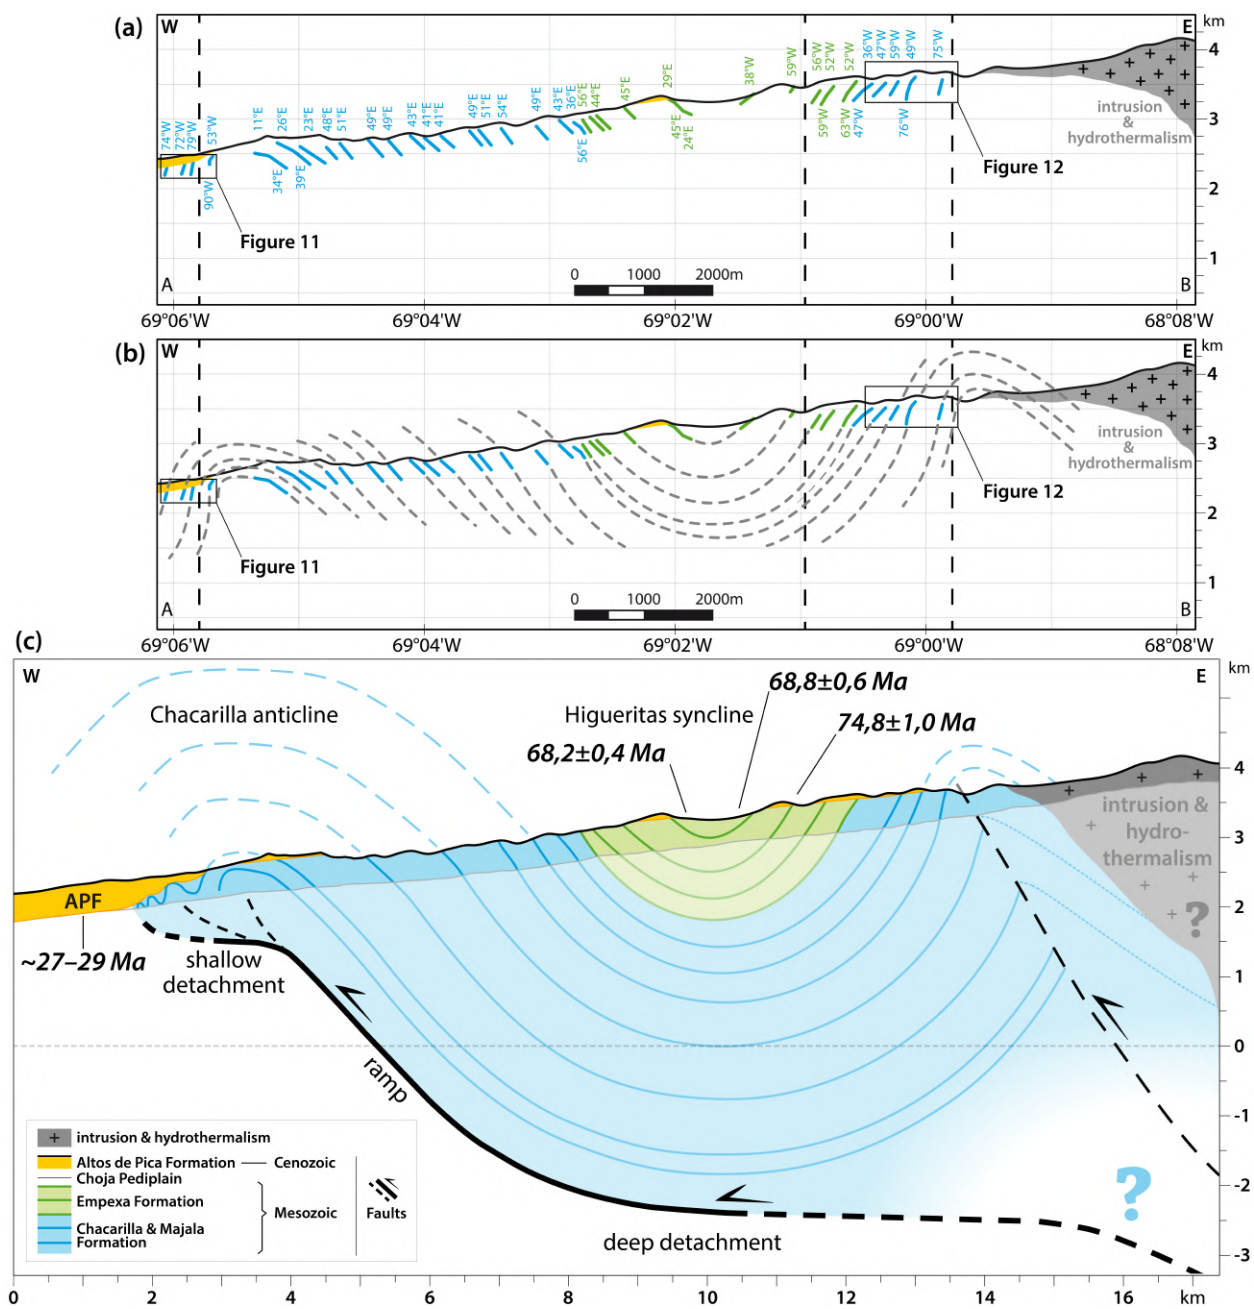 (a)
W
E
km
74°W
72°W
79°W
53°W
90°W
11°E
26°E
34°E
23°E
39°E
48°E
51°E
49°E
49°E
43°E
41°E
41°E
49°E
51°E
54°E
49°E
43°E
36°E
56°E
56°E
44°E
45°E
29°E
45°E
24°E
38°W
59°W
56°W
52°W
59°W
52°W
63°W
47°W
36°W
47°W
59°W
49°W
76°W
75°W
4
3
2
1
intrusion
&
hydrothermalism
Figure 11
Figure 12
0 1000 2000m
A
B
69°06'W 69°04'W 69°02'W 69°00'W 68°08'W
(b)
W
E
km
4
3
2
1
intrusion
&
hydrothermalism
Figure 11
Figure 12
0 1000 2000m
A
B
69°06'W 69°04'W 69°02'W 69°00'W 68°08'W
(c)
W
E
km
Chacarilla anticline
Higueritas syncline
68,8±0,6 Ma
74,8±1,0 Ma
68,2±0,4 Ma
4
3
2
1
0
-1
-2
-3
intrusion &
hydro-
thermalism
?
APF
~27–29 Ma
shallow
detachment
ramp
deep detachment
?
intrusion & hydrothermalism
Altos de Pica Formation — Cenozoic
Choja Pediplain
Empexa Formation
Mesozoic
Chacarilla & Majala
Formation
Faults
0 2 4 6 8 10 12 14 16 km